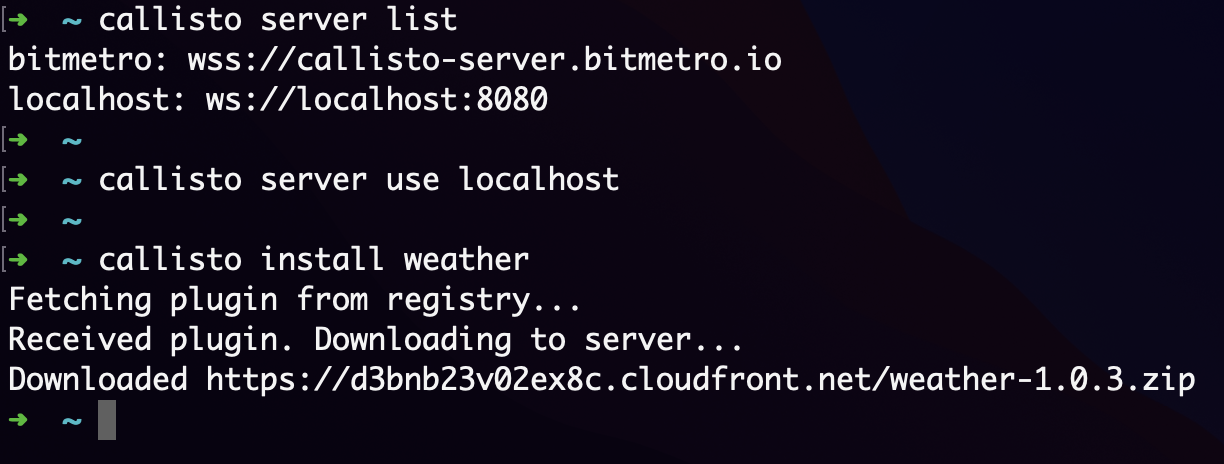 ➜  ~ callisto server list
bitmetro: wss://callisto-server.bitmetro.io
localhost: ws://localhost:8080
➜  ~
➜  ~ callisto server use localhost
➜  ~
➜  ~ callisto install weather
Fetching plugin from registry...
Received plugin. Downloading to server...
Downloaded https://d3bnb23v02ex8c.cloudfront.net/weather-1.0.3.zip
➜  ~